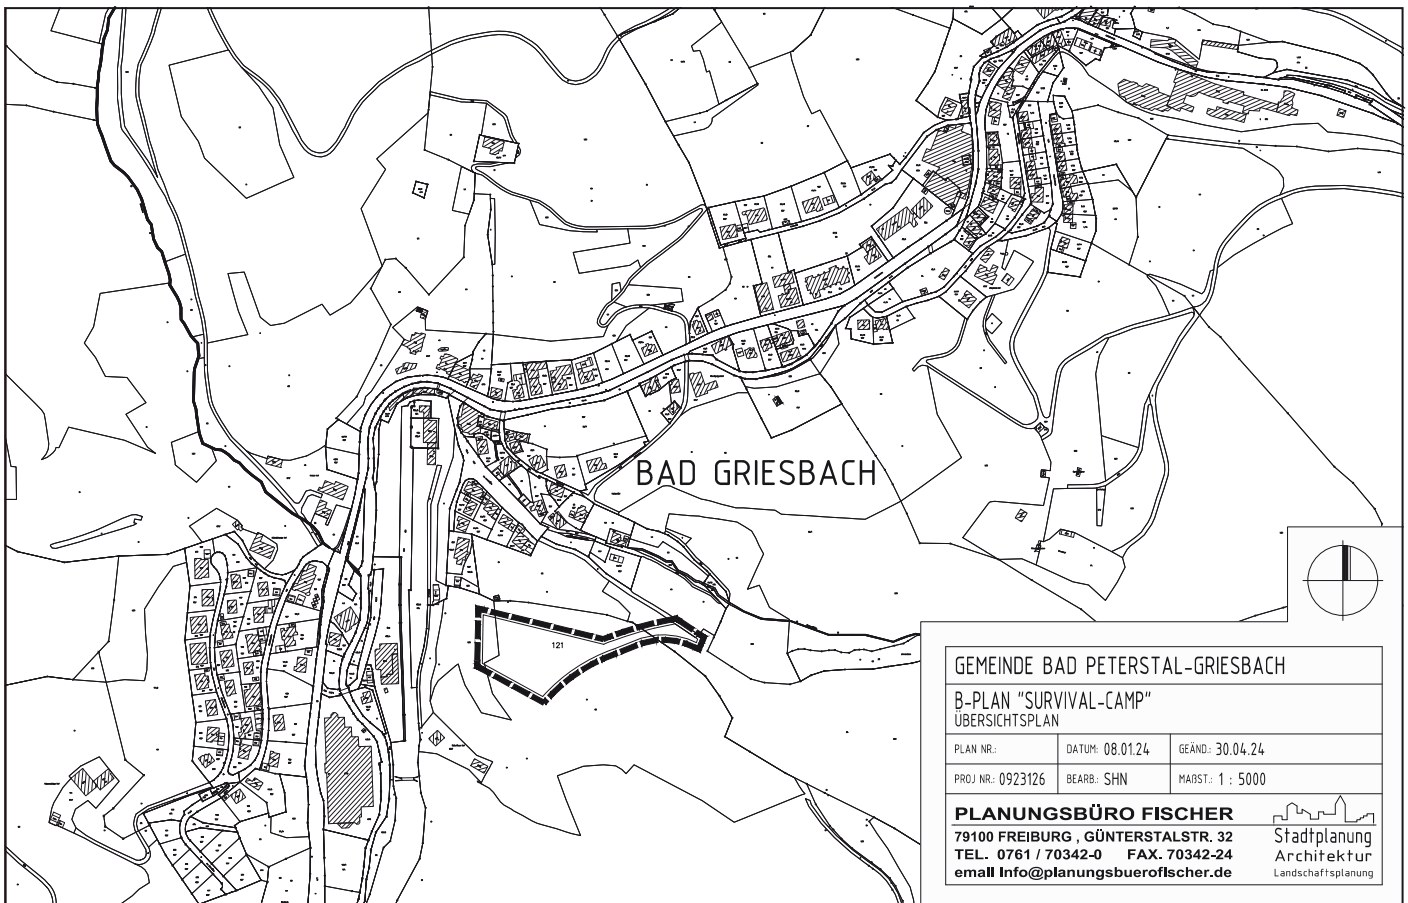 BAD GRIESBACH
121
GEMEINDE BAD PETERSTAL-GRIESBACH
B-PLAN "SURVIVAL-CAMP"
ÜBERSICHTSPLAN
PLAN NR.: DATUM: 08.01.24 GEÄND.: 30.04.24
PROJ NR.: 0923126 BEARB.: SHN MAßST.: 1 : 5000
PLANUNGSBÜRO FISCHER
79100 FREIBURG , GÜNTERSTALSTR. 32
TEL. 0761 / 70342-0 FAX. 70342-24
email Info@planungsbuerofischer.de
Stadtplanung
Architektur
Landschaftsplanung